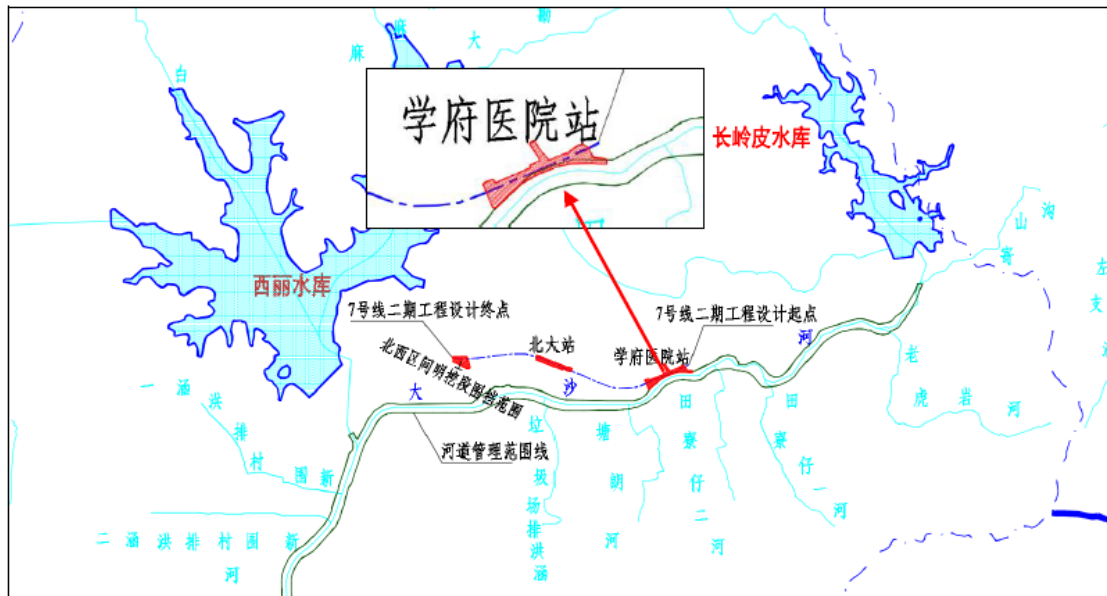 白
麻
麻
大
勘
学府医院站
长岭皮水库
西丽水库
7号线二期工程设计终点
7号线二期工程设计起点
北大站
学府医院站
北西区间明挖段围挡范围
大
沙
河
河道管理范围线
一涵洪排村围新
二涵洪排村围新
河
垃圾场排洪涵
塘朗河
田寮仔二河
田寮仔一河
老虎岩河
山寄沟
左支